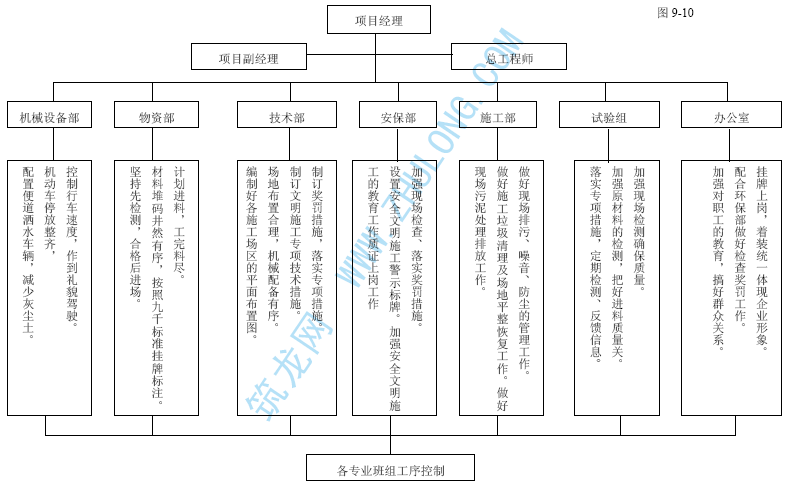 图 9-10
项目经理
项目副经理
总工程师
机械设备部
物资部
技术部
安保部
施工部
试验组
办公室
控制行车速度，作到礼貌驾驶。
机动车停放整齐，
配置便道洒水车辆，减少灰尘土。
计划进料，工完料尽。
材料堆码井然有序，按照九千标准挂牌标注。
坚持先检测，合格后进场。
制订奖罚措施，落实专项措施。
制订文明施工专项技术措施。
场地布置合理，机械配备有序。
编制好各施工场区的平面布置图。
加强现场检查、落实奖罚措施。
设置安全文明施工警示标牌。加强安全文明施
工的教育工作质证上岗工作
做好现场排污、噪音、防尘的管理工作。
做好施工垃圾清理及场地平整恢复工作。做好
现场污泥处理排放工作。
加强现场检测确保质量。
加强原材料的检测，把好进料质量关。
落实专项措施，定期检测、反馈信息。
挂牌上岗，着装统一体现企业形象。
配合环保部做好检查奖罚工作。
加强对职工的教育，搞好群众关系。
各专业班组工序控制
筑龙网 WWW.ZHULONG.COM